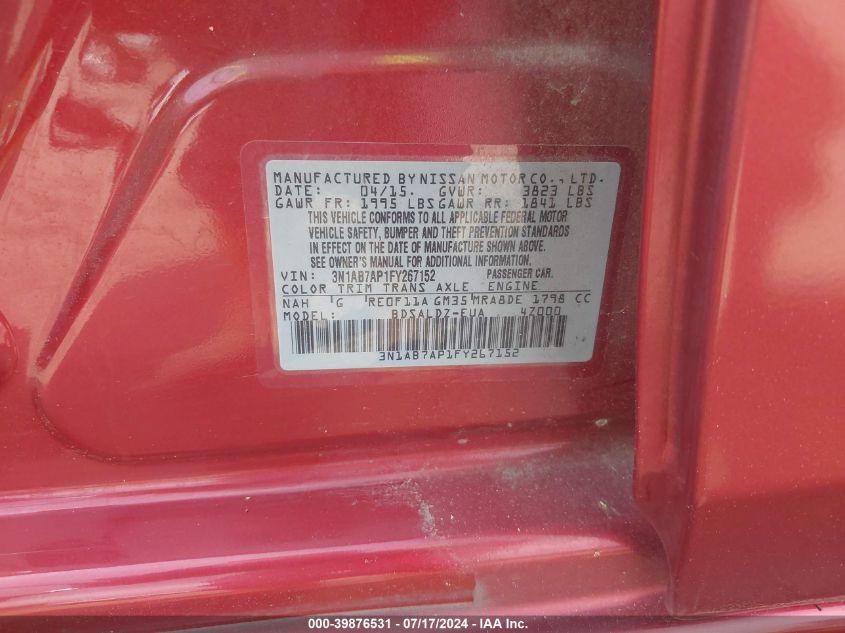 MANUFACTURED BY NISSAN MOTOR CO., LTD.
DATE: 04/15. GVWR: 3823 LBS
GAWR FR: 1995 LBS GAWR RR: 1841 LBS
THIS VEHICLE CONFORMS TO ALL APPLICABLE FEDERAL MOTOR
VEHICLE SAFETY, BUMPER AND THEFT PREVENTION STANDARDS
IN EFFECT ON THE DATE OF MANUFACTURE SHOWN ABOVE.
SEE OWNER'S MANUAL FOR ADDITIONAL INFORMATION.
VIN: 3N1AB7AP1FY267152 PASSENGER CAR.
COLOR TRIM TRANS AXLE ENGINE
NAH G RE0F11A GM35 MRA8DE 1798 CC
MODEL: BDSALDZ-EUA 47000
3N1AB7AP1FY267152
000-39876531 / 07/17/2024 - © IAA, Inc.